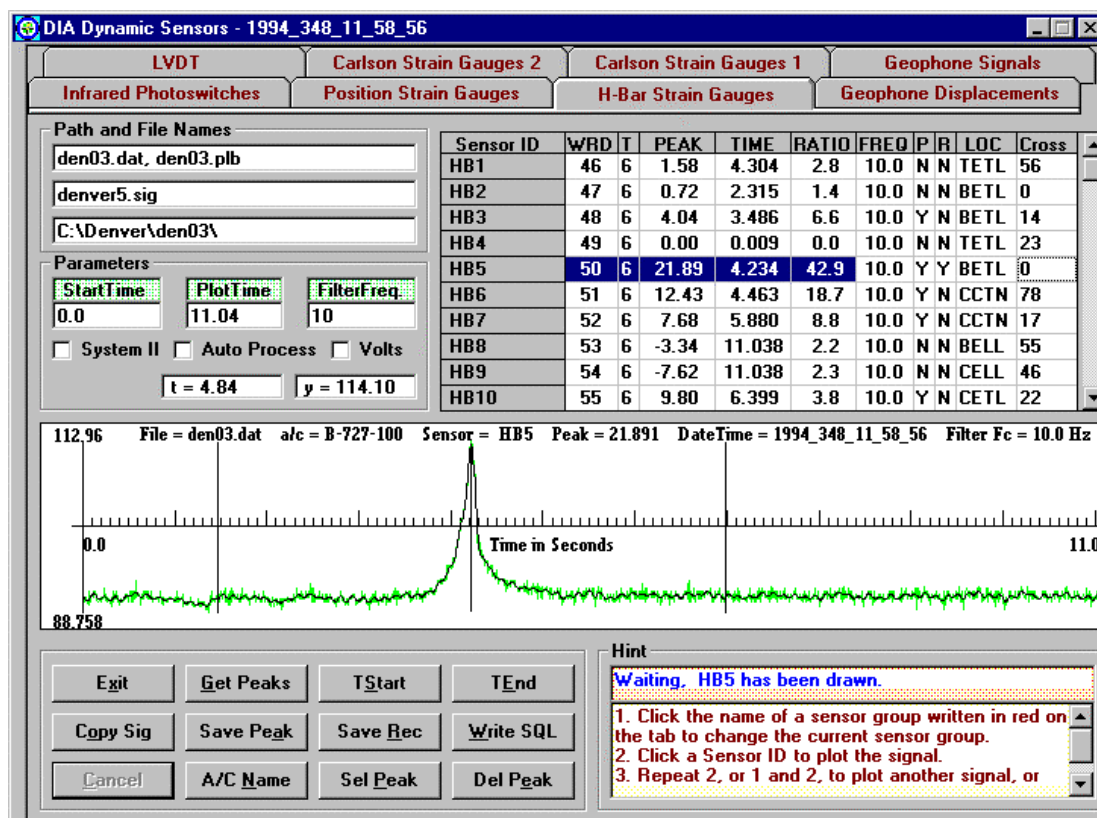 DIA Dynamic Sensors - 1994_348_11_58_56
LVDT Carlson Strain Gauges 2 Carlson Strain Gauges 1 Geophone Signals
Infrared Photoswitches Position Strain Gauges H-Bar Strain Gauges Geophone Displacements
Path and File Names
den03.dat, den03.plb
denver5.sig
C:\Denver\den03\
Parameters
StartTime PlotTime FilterFreq.
0.0 11.04 10
System II Auto Process Volts
t = 4.84 y = 114.10
Sensor ID WRD T PEAK TIME RATIO FREQ P R LOC Cross
HB1 46 6 1.58 4.304 2.8 10.0 N N TETL 56
HB2 47 6 0.72 2.315 1.4 10.0 N N BETL 0
HB3 48 6 4.04 3.486 6.6 10.0 Y N BETL 14
HB4 49 6 0.00 0.009 0.0 10.0 N N TETL 23
HB5 50 6 21.89 4.234 42.9 10.0 Y Y BETL 0
HB6 51 6 12.43 4.463 18.7 10.0 Y N CCTN 78
HB7 52 6 7.68 5.880 8.8 10.0 Y N CCTN 17
HB8 53 6 -3.34 11.038 2.2 10.0 N N BELL 55
HB9 54 6 -7.62 11.038 2.3 10.0 N N CELL 46
HB10 55 6 9.80 6.399 3.8 10.0 Y N CETL 22
112.96 File = den03.dat a/c = B-727-100 Sensor = HB5 Peak = 21.891 DateTime = 1994_348_11_58_56 Filter Fc = 10.0 Hz
0.0 Time in Seconds 11.0
88.758
Exit Get Peaks TStart TEnd
Copy Sig Save Peak Save Rec Write SQL
Cancel A/C Name Sel Peak Del Peak
Hint
Waiting, HB5 has been drawn.
1. Click the name of a sensor group written in red on
the tab to change the current sensor group.
2. Click a Sensor ID to plot the signal.
3. Repeat 2, or 1 and 2, to plot another signal, or